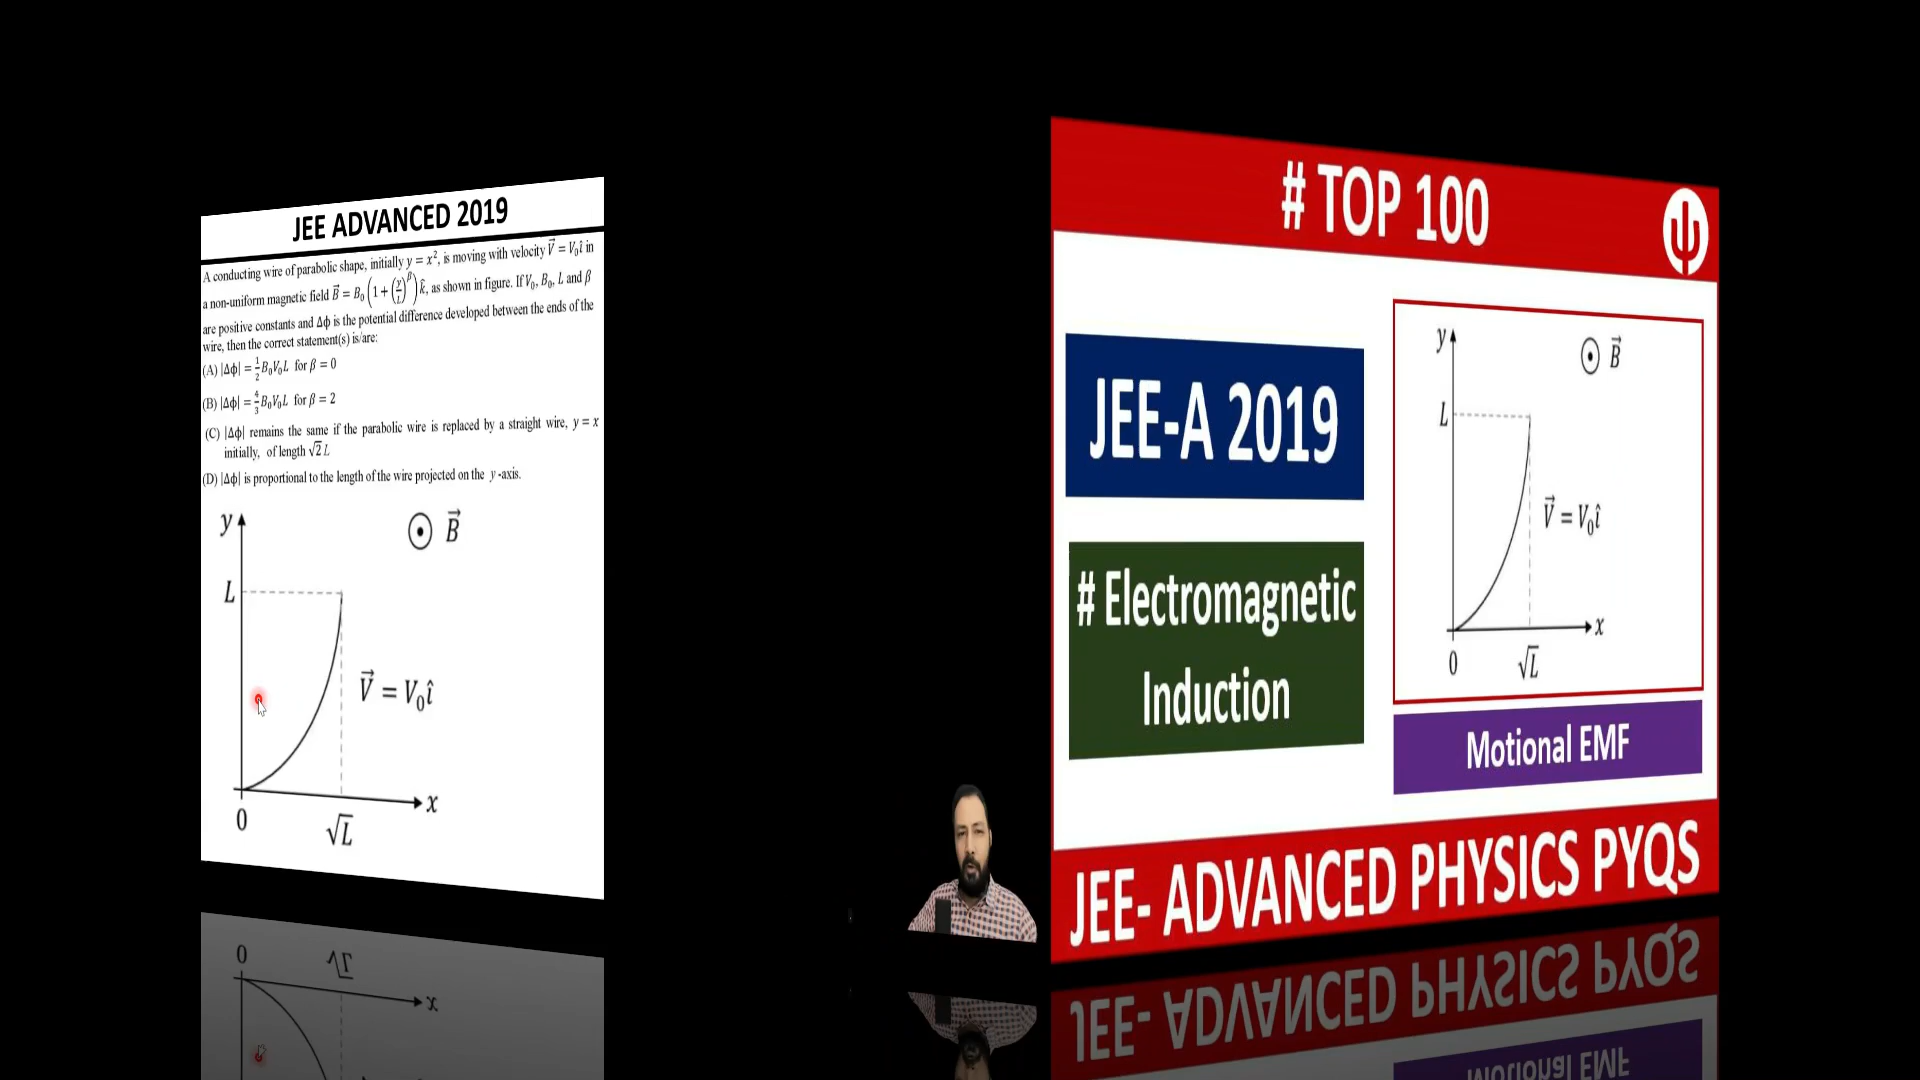 JEE ADVANCED 2019
A conducting wire of parabolic shape, initially y = x², is moving with velocity V⃗ = V₀î in
a non-uniform magnetic field B⃗ = B₀(1 + (y/L)^β) k̂, as shown in figure. If V₀, B₀, L and β
are positive constants and Δϕ is the potential difference developed between the ends of the
wire, then the correct statement(s) is/are:
(A) |Δϕ| = 1/2 B₀V₀L for β = 0
(B) |Δϕ| = 4/3 B₀V₀L for β = 2
(C) |Δϕ| remains the same if the parabolic wire is replaced by a straight wire, y = x
initially, of length √2 L
(D) |Δϕ| is proportional to the length of the wire projected on the y -axis.
y
B⃗
L
V⃗ = V₀î
x
0
√L
# TOP 100
JEE-A 2019
# Electromagnetic
Induction
y
B⃗
L
V⃗ = V₀î
x
0
√L
Motional EMF
JEE- ADVANCED PHYSICS PYQS